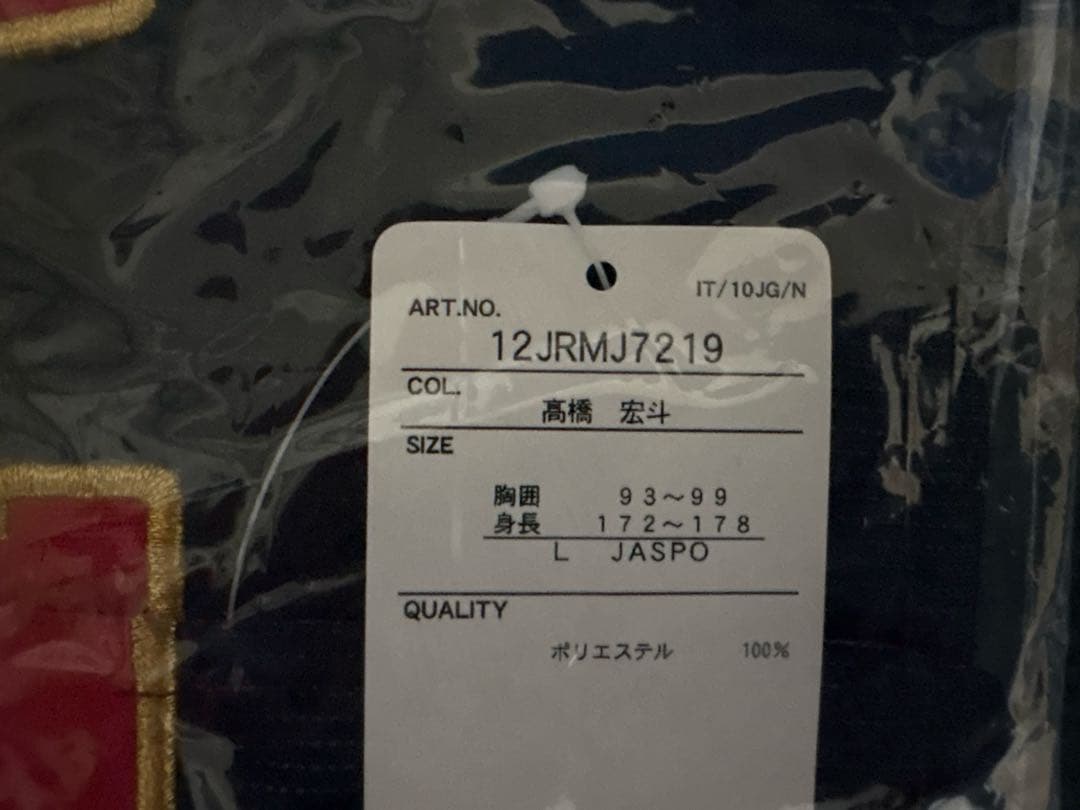 IT/10JG/N
ART.NO.
12JRMJ7219
COL.
髙橋 宏斗
SIZE
胸囲 93～99
身長 172～178
L JASPO
QUALITY
ポリエステル 100%